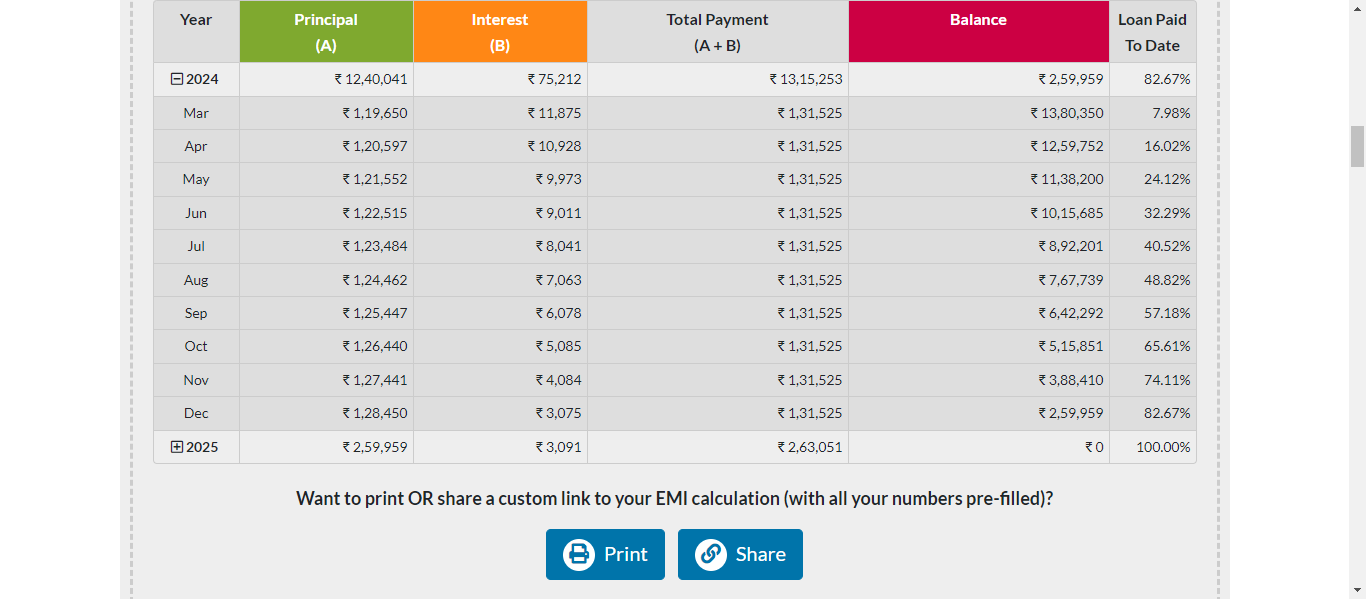 Year Principal Interest Total Payment Balance Loan Paid
(A) (B) (A + B) To Date
2024 ₹ 12,40,041 ₹ 75,212 ₹ 13,15,253 ₹ 2,59,959 82.67%
Mar ₹ 1,19,650 ₹ 11,875 ₹ 1,31,525 ₹ 13,80,350 7.98%
Apr ₹ 1,20,597 ₹ 10,928 ₹ 1,31,525 ₹ 12,59,752 16.02%
May ₹ 1,21,552 ₹ 9,973 ₹ 1,31,525 ₹ 11,38,200 24.12%
Jun ₹ 1,22,515 ₹ 9,011 ₹ 1,31,525 ₹ 10,15,685 32.29%
Jul ₹ 1,23,484 ₹ 8,041 ₹ 1,31,525 ₹ 8,92,201 40.52%
Aug ₹ 1,24,462 ₹ 7,063 ₹ 1,31,525 ₹ 7,67,739 48.82%
Sep ₹ 1,25,447 ₹ 6,078 ₹ 1,31,525 ₹ 6,42,292 57.18%
Oct ₹ 1,26,440 ₹ 5,085 ₹ 1,31,525 ₹ 5,15,851 65.61%
Nov ₹ 1,27,441 ₹ 4,084 ₹ 1,31,525 ₹ 3,88,410 74.11%
Dec ₹ 1,28,450 ₹ 3,075 ₹ 1,31,525 ₹ 2,59,959 82.67%
2025 ₹ 2,59,959 ₹ 3,091 ₹ 2,63,051 ₹ 0 100.00%
Want to print OR share a custom link to your EMI calculation (with all your numbers pre-filled)?
Print Share